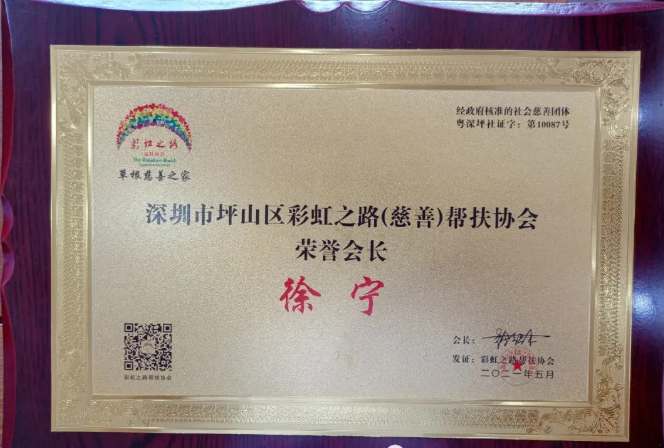 经政府核准的社会慈善团体
粤深坪社证字：第10087号
彩虹之路
The Rainbow Road
草根慈善之家
深圳市坪山区彩虹之路(慈善)帮扶协会
荣誉会长
徐宁
会长：
发证：彩虹之路帮扶协会
二〇二一年五月
彩虹之路帮扶协会